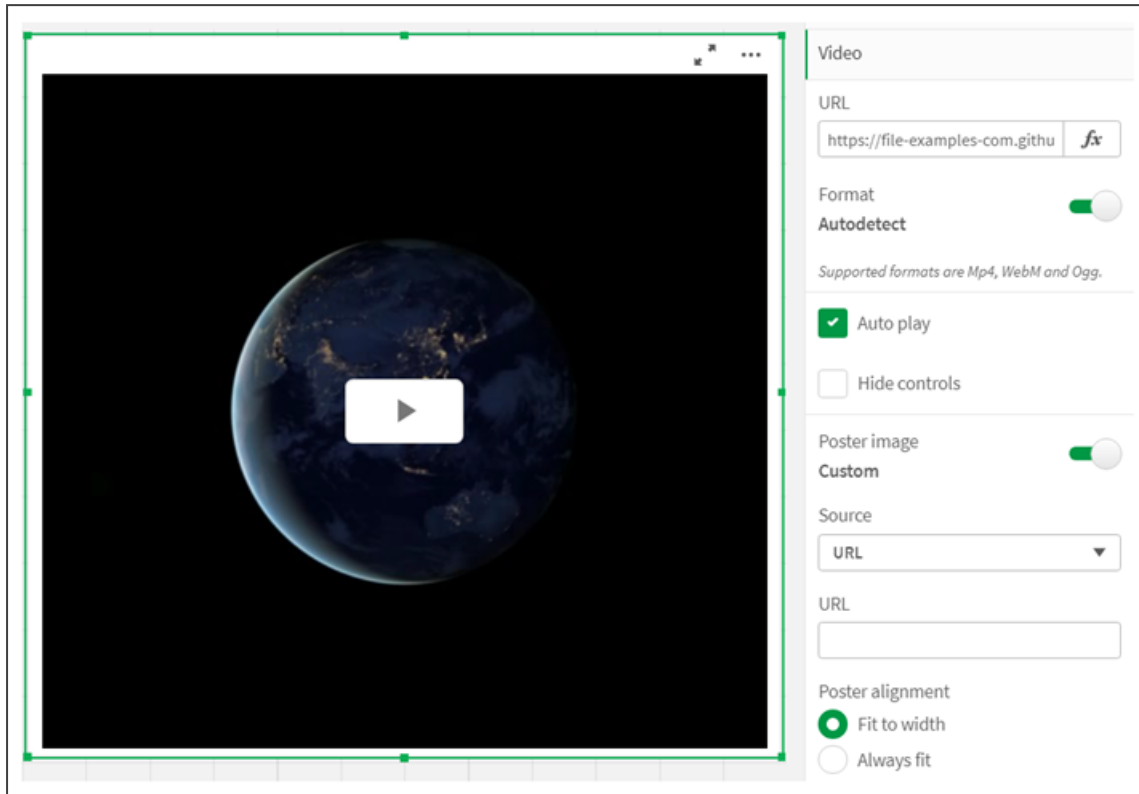 Video
URL
https://file-examples-com.githu
fx
Format
Autodetect
Supported formats are Mp4, WebM and Ogg.
Auto play
Hide controls
Poster image
Custom
Source
URL
URL
Poster alignment
Fit to width
Always fit